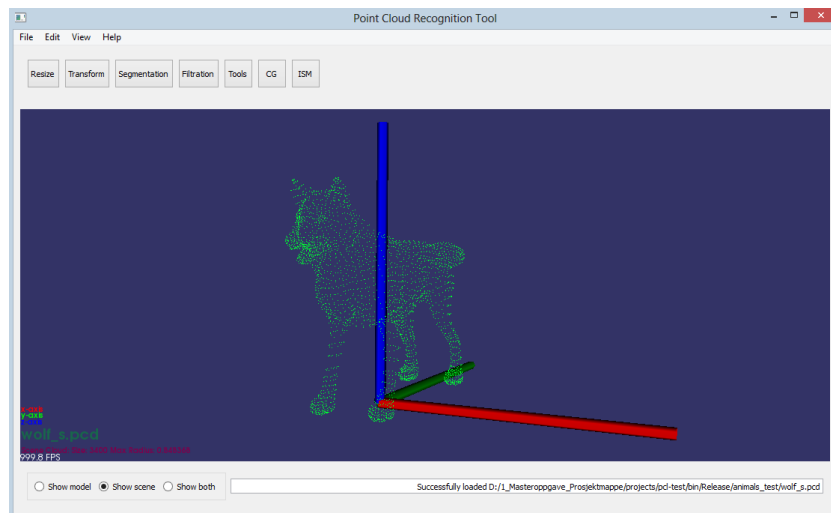 Point Cloud Recognition Tool
File Edit View Help
Resize Transform Segmentation Filtration Tools CG ISM
x-axis
y-axis
z-axis
wolf_s.pcd
999.8 FPS
Show model Show scene Show both
Successfully loaded D:/1_Masteroppgave_Prosjektmappe/projects/pcl-test/bin/Release/animals_test/wolf_s.pcd